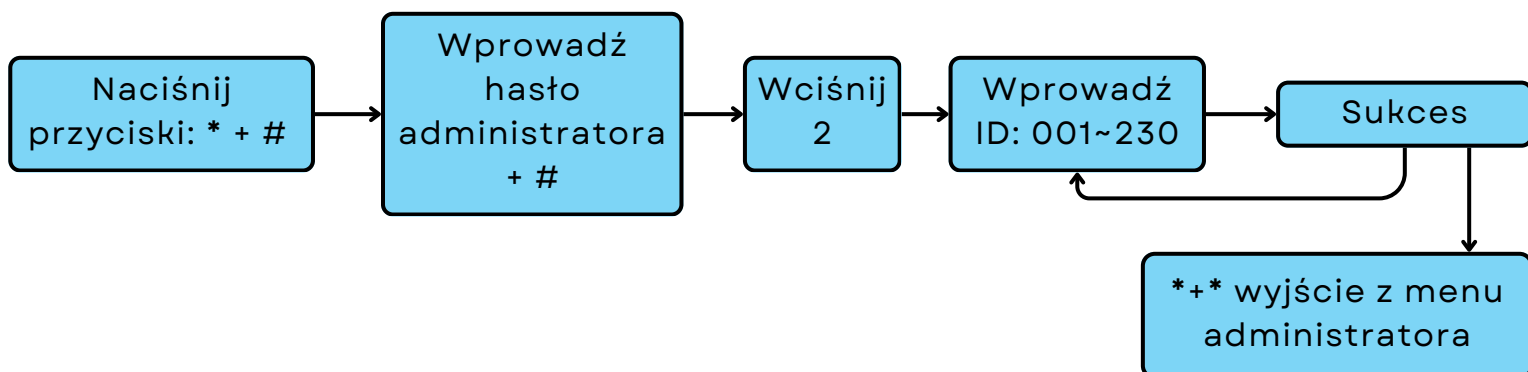 Naciśnij
przyciski: * + #
Wprowadź
hasło
administratora
+ #
Wciśnij
2
Wprowadź
ID: 001~230
Sukces
*+* wyjście z menu
administratora